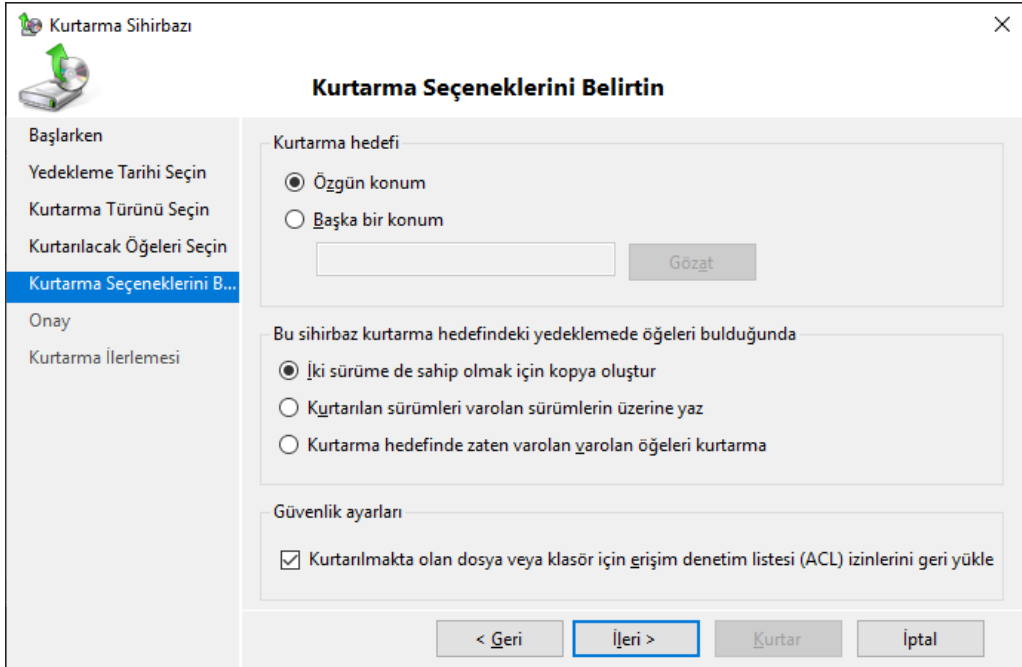 Kurtarma Sihirbazı
Kurtarma Seçeneklerini Belirtin
Başlarken
Yedekleme Tarihi Seçin
Kurtarma Türünü Seçin
Kurtarılacak Öğeleri Seçin
Kurtarma Seçeneklerini B...
Onay
Kurtarma İlerlemesi
Kurtarma hedefi
Özgün konum
Başka bir konum
Gözat
Bu sihirbaz kurtarma hedefindeki yedeklemede öğeleri bulduğunda
İki sürüme de sahip olmak için kopya oluştur
Kurtarılan sürümleri varolan sürümlerin üzerine yaz
Kurtarma hedefinde zaten varolan varolan öğeleri kurtarma
Güvenlik ayarları
Kurtarılmakta olan dosya veya klasör için erişim denetim listesi (ACL) izinlerini geri yükle
< Geri İleri > Kurtar İptal